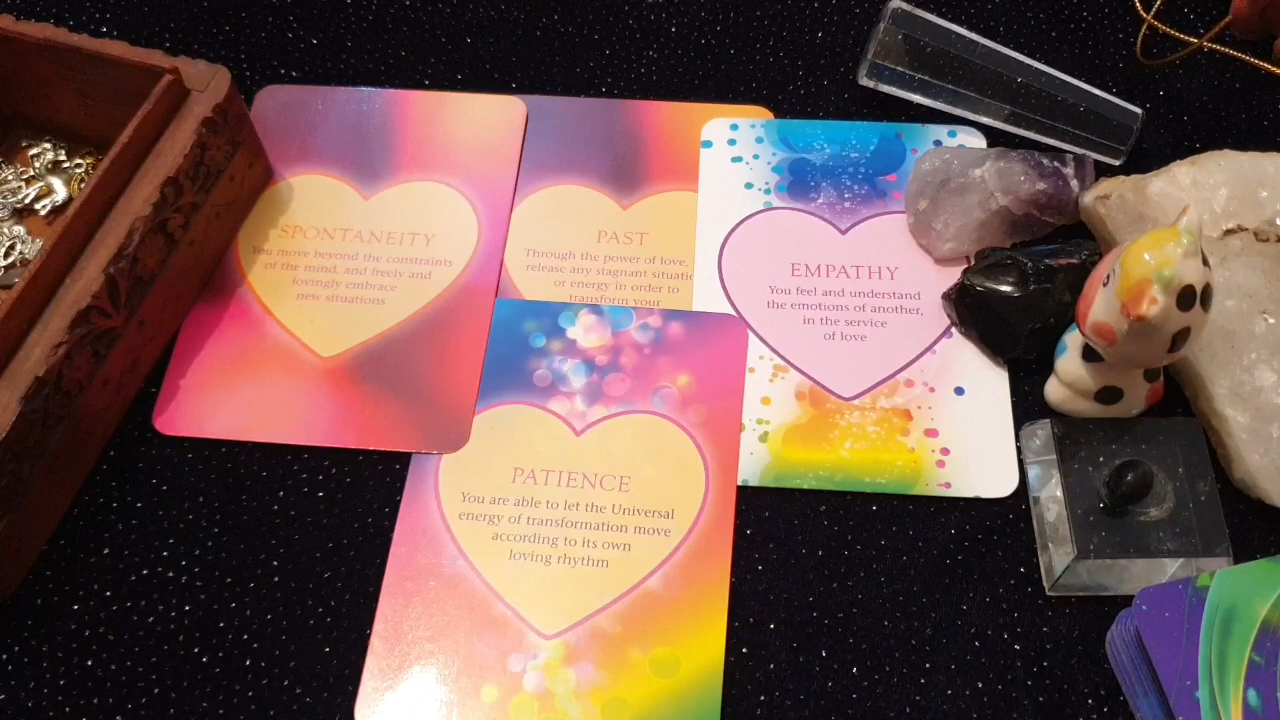 SPONTANEITY
You move beyond the constraints
of the mind, and freely and
lovingly embrace
new situations
PAST
Through the power of love,
release any stagnant
or energy in order to
transform your
EMPATHY
You feel and understand
the emotions of another,
in the service
of love
PATIENCE
You are able to let the Universal
energy of transformation move
according to its own
loving rhythm